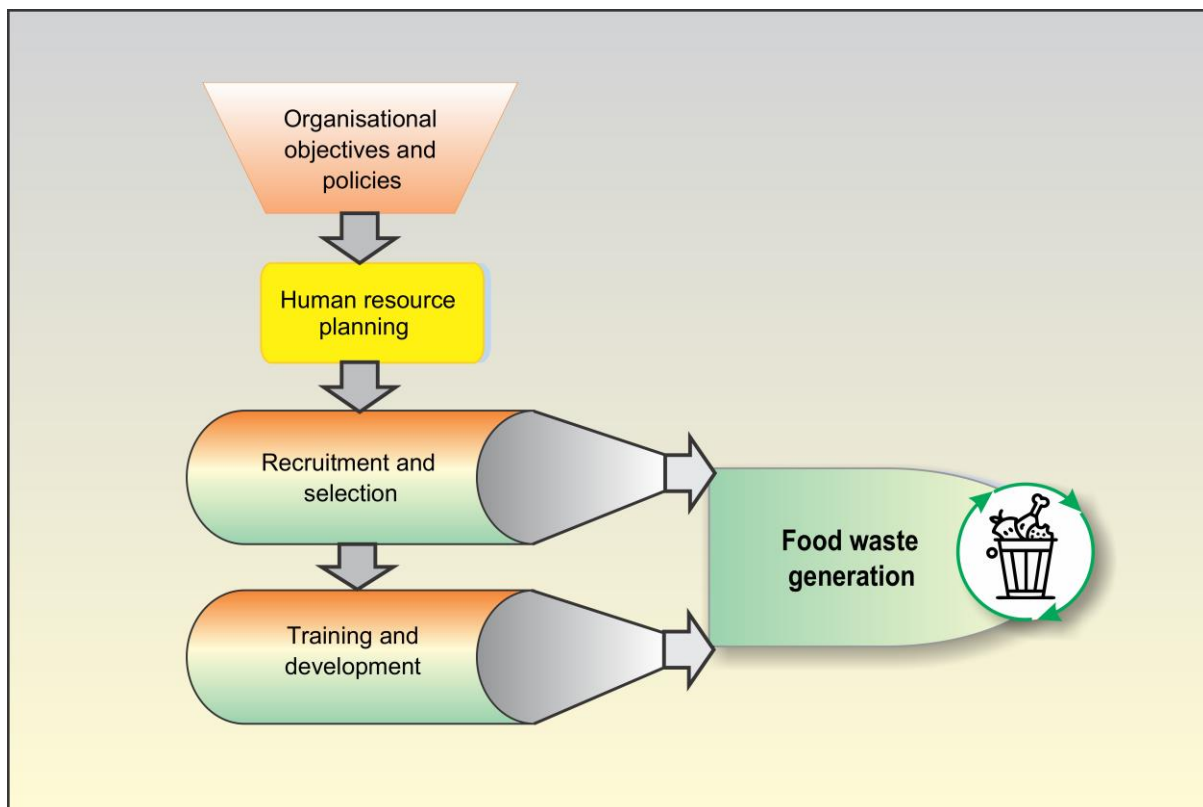 Organisational
objectives and
policies
Human resource
planning
Recruitment and
selection
Training and
development
Food waste
generation